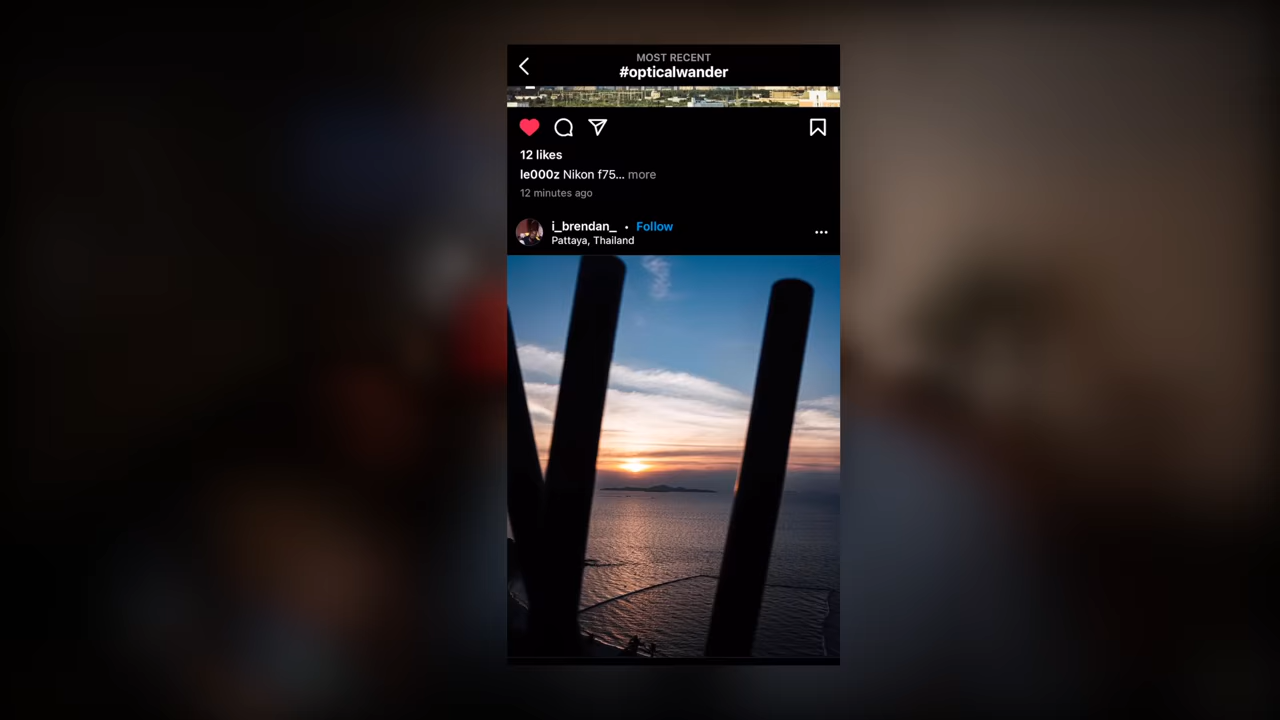 MOST RECENT
#opticalwander
12 likes
le000z Nikon f75... more
12 minutes ago
i_brendan_ • Follow
Pattaya, Thailand